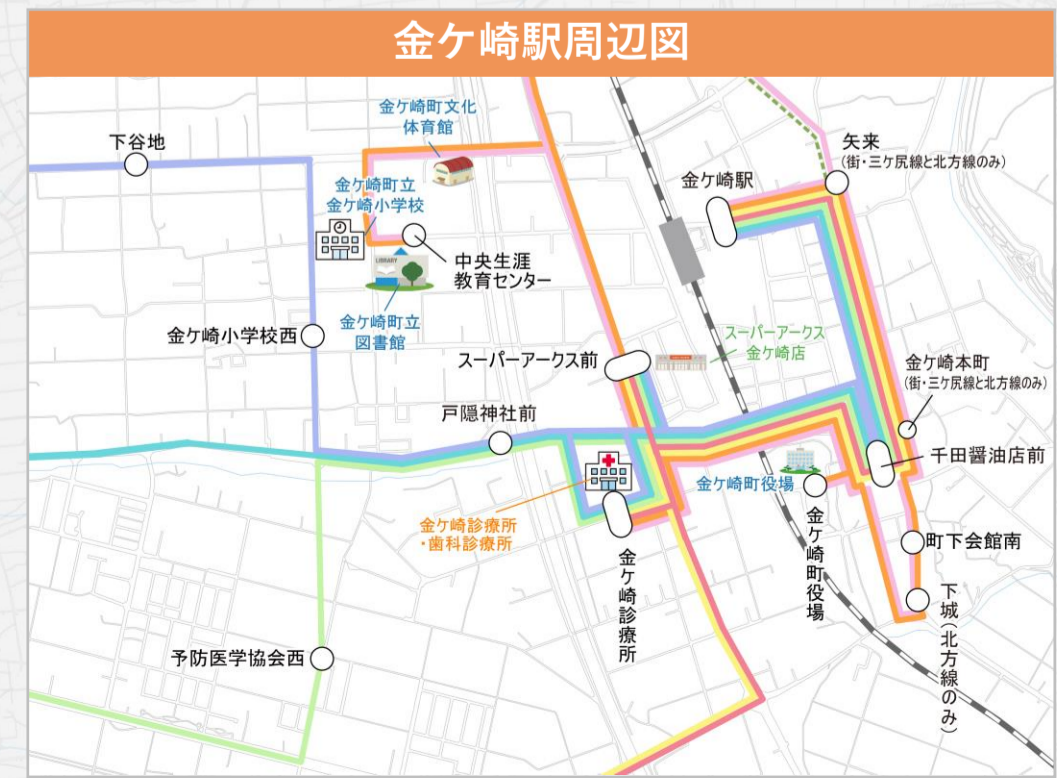 金ケ崎駅周辺図
金ケ崎町文化
体育館
下谷地
矢来
(街・三ケ尻線と北方線のみ)
金ケ崎駅
金ケ崎町立
金ケ崎小学校
中央生涯
教育センター
LIBRARY
金ケ崎町立
図書館
金ケ崎小学校西
スーパーアークス
金ケ崎店
スーパーアークス前
金ケ崎本町
(街・三ケ尻線と北方線のみ)
戸隠神社前
千田醤油店前
金ケ崎町役場
金ケ崎診療所
・歯科診療所
金ケ崎診療所
金ケ崎町役場
町下会館南
下城(北方線のみ)
予防医学協会西